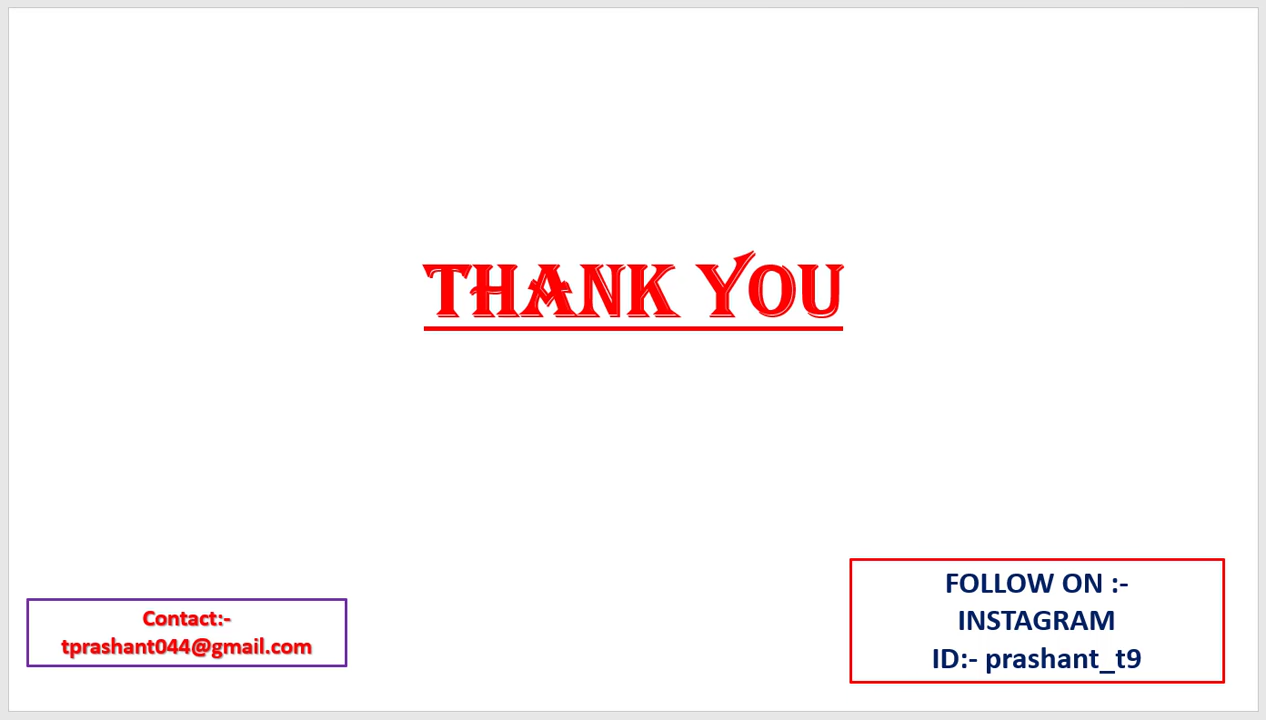 THANK YOU
Contact:-
tprashant044@gmail.com
FOLLOW ON :-
INSTAGRAM
ID:- prashant_t9